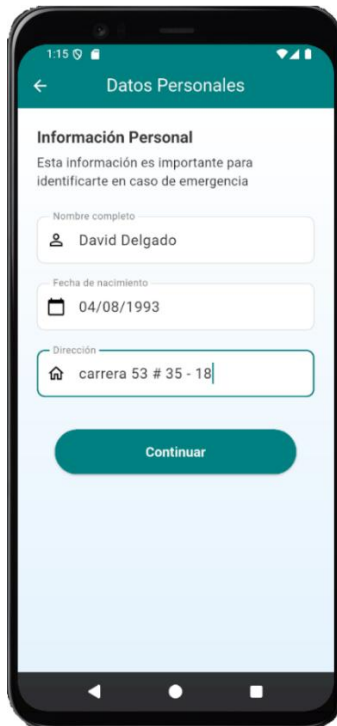 1:15
Datos Personales
Información Personal
Esta información es importante para
identificarte en caso de emergencia
Nombre completo
David Delgado
Fecha de nacimiento
04/08/1993
Dirección
carrera 53 # 35 - 18
Continuar